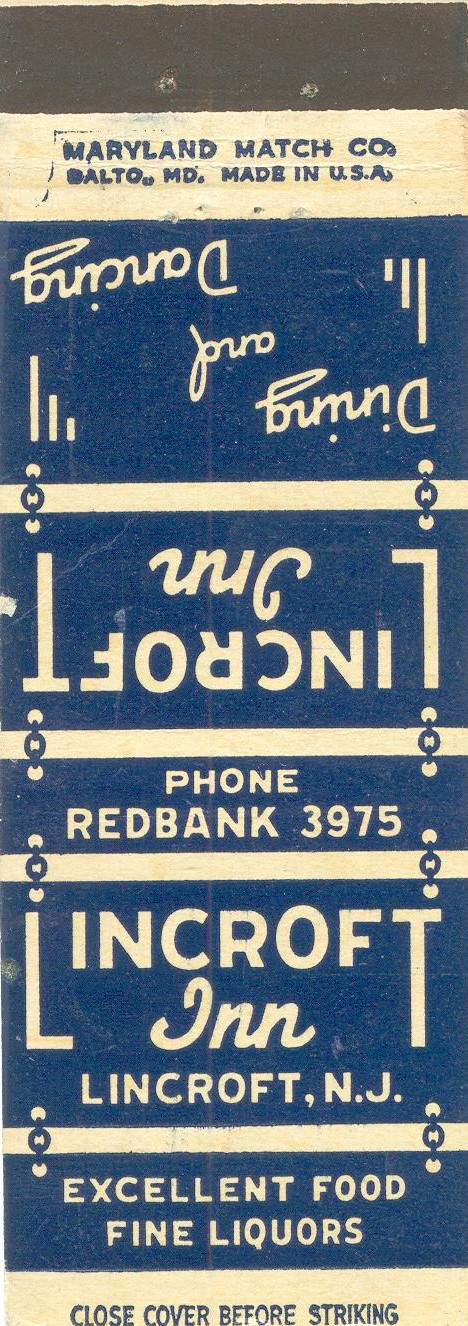 MARYLAND MATCH CO.
BALTO., MD. MADE IN U.S.A.
Dining
and
Dancing
LINCROFT
Inn
PHONE
REDBANK 3975
LINCROFT
Inn
LINCROFT, N.J.
EXCELLENT FOOD
FINE LIQUORS
CLOSE COVER BEFORE STRIKING